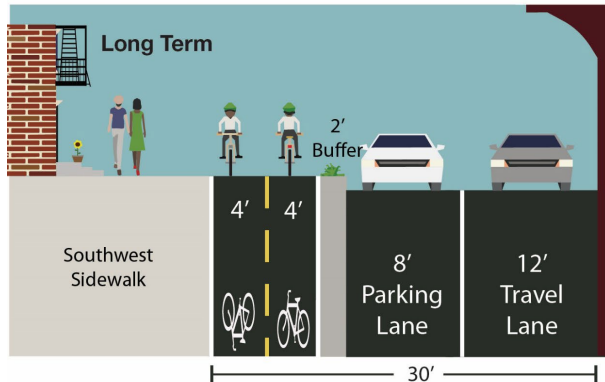 Long Term
2’
Buffer
4’ 4’
Southwest
Sidewalk
8’
Parking
Lane
12’
Travel
Lane
30’